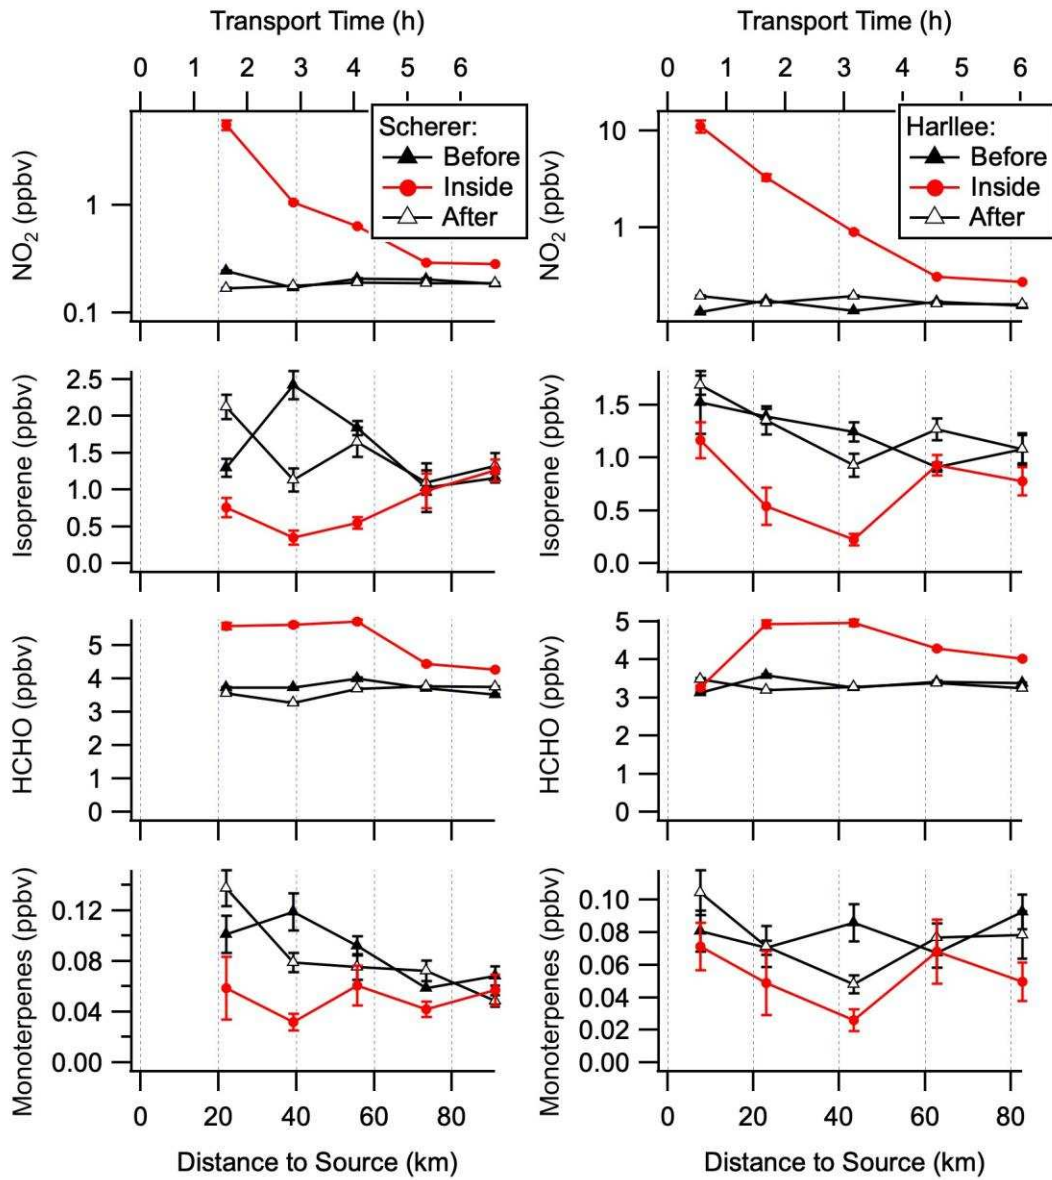 Transport Time (h)
Transport Time (h)
0 1 2 3 4 5 6
0 1 2 3 4 5 6
Scherer:
Before
Inside
After
Harllee:
Before
Inside
After
NO2 (ppbv)
1
0.1
NO2 (ppbv)
10
1
Isoprene (ppbv)
2.5
2.0
1.5
1.0
0.5
0.0
Isoprene (ppbv)
1.5
1.0
0.5
0.0
HCHO (ppbv)
5
4
3
2
1
0
HCHO (ppbv)
5
4
3
2
1
0
Monoterpenes (ppbv)
0.12
0.08
0.04
0.00
Monoterpenes (ppbv)
0.10
0.08
0.06
0.04
0.02
0.00
0 20 40 60 80
0 20 40 60 80
Distance to Source (km)
Distance to Source (km)